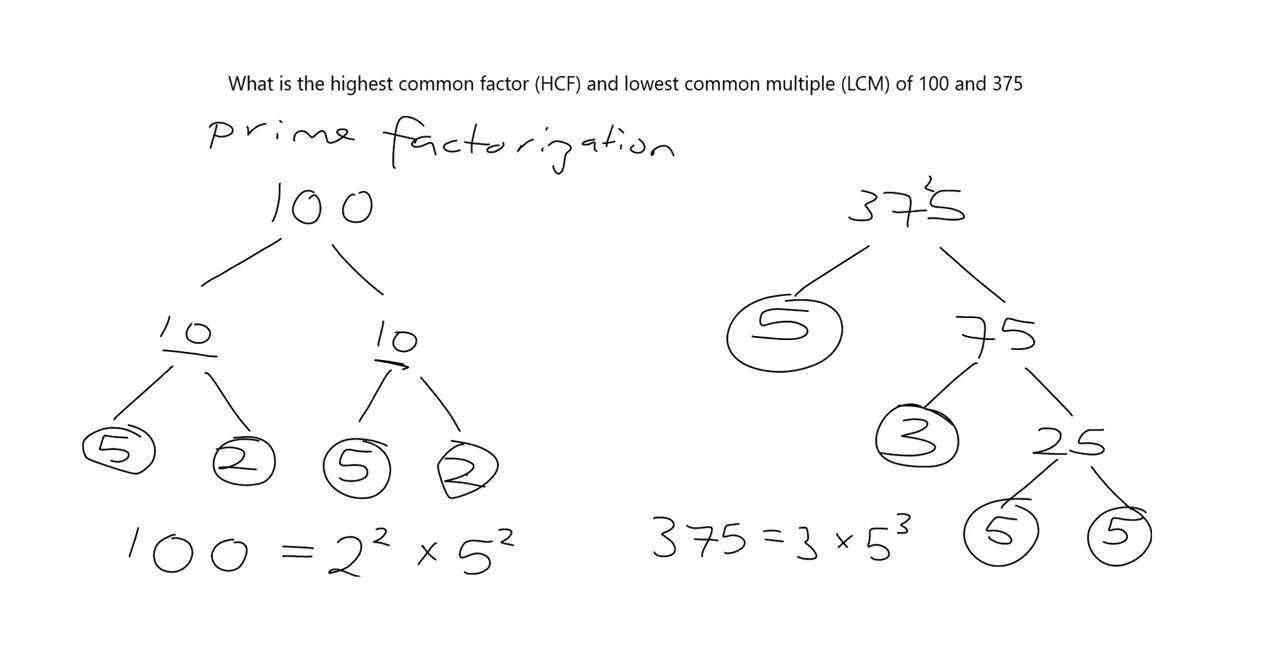 What is the highest common factor (HCF) and lowest common multiple (LCM) of 100 and 375
prime factorization
100
37²5
10 10
5 75
5 2 5 2
3 25
5 5
100 = 2² × 5²
375 = 3 × 5³